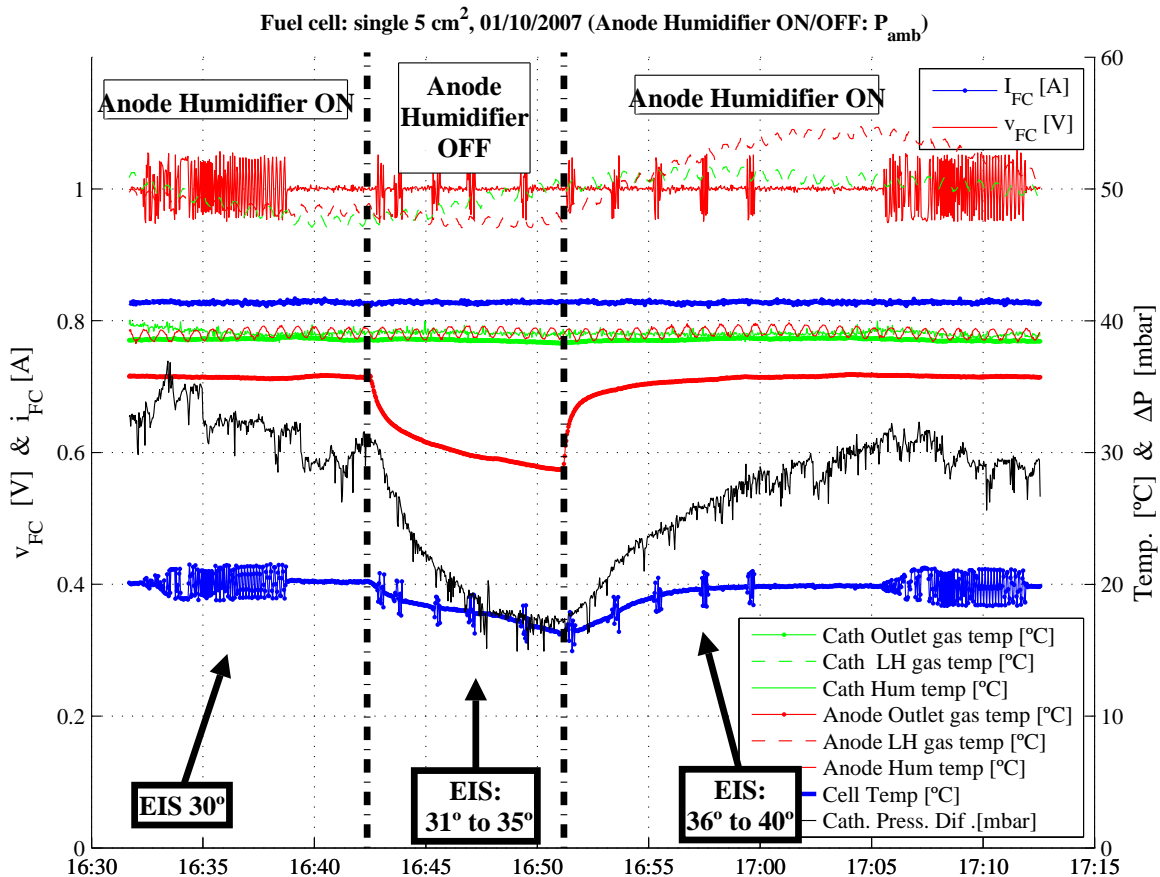 Fuel cell: single 5 cm², 01/10/2007 (Anode Humidifier ON/OFF: P_amb)
Anode Humidifier ON
Anode
Humidifier
OFF
Anode Humidifier ON
I_FC [A]
v_FC [V]
v_FC [V] & i_FC [A]
1
0.8
0.6
0.4
0.2
0
60
50
40
30
20
10
0
Temp. [ºC] & ΔP [mbar]
Cath Outlet gas temp [ºC]
Cath LH gas temp [ºC]
Cath Hum temp [ºC]
Anode Outlet gas temp [ºC]
Anode LH gas temp [ºC]
Anode Hum temp [ºC]
Cell Temp [ºC]
Cath. Press. Dif .[mbar]
EIS 30º
EIS:
31º to 35º
EIS:
36º to 40º
16:30 16:35 16:40 16:45 16:50 16:55 17:00 17:05 17:10 17:15